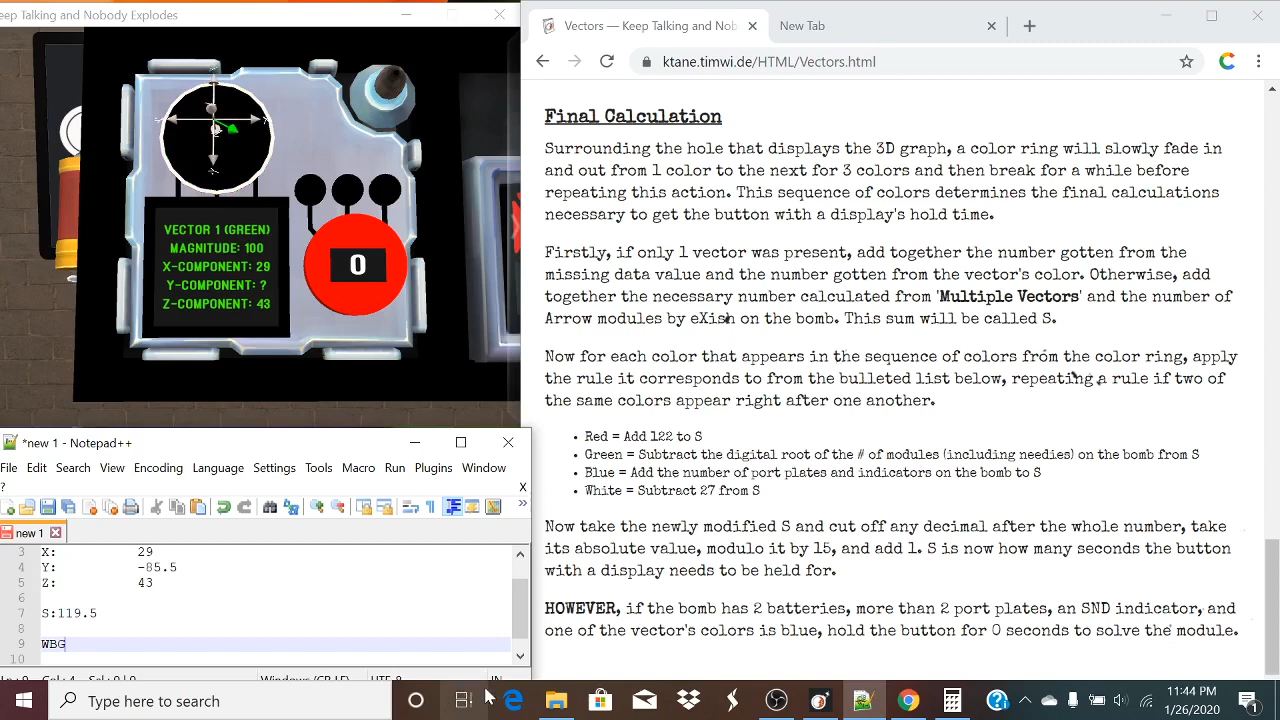 eep Talking and Nobody Explodes
VECTOR 1 (GREEN)
MAGNITUDE: 100
X-COMPONENT: 29
Y-COMPONENT: ?
Z-COMPONENT: 43
0
*new 1 - Notepad++
File Edit Search View Encoding Language Settings Tools Macro Run Plugins Window
? X
new 1
3 X: 29
4 Y: -85.5
5 Z: 43
6
7 S:119.5
8
9 WBG
10
Vectors — Keep Talking and Nob
New Tab
ktane.timwi.de/HTML/Vectors.html
Final Calculation
Surrounding the hole that displays the 3D graph, a color ring will slowly fade in
and out from 1 color to the next for 3 colors and then break for a while before
repeating this action. This sequence of colors determines the final calculations
necessary to get the button with a display's hold time.
Firstly, if only 1 vector was present, add together the number gotten from the
missing data value and the number gotten from the vector's color. Otherwise, add
together the necessary number calculated from 'Multiple Vectors' and the number of
Arrow modules by eXish on the bomb. This sum will be called S.
Now for each color that appears in the sequence of colors from the color ring, apply
the rule it corresponds to from the bulleted list below, repeating a rule if two of
the same colors appear right after one another.
• Red = Add 122 to S
• Green = Subtract the digital root of the # of modules (including needies) on the bomb from S
• Blue = Add the number of port plates and indicators on the bomb to S
• White = Subtract 27 from S
Now take the newly modified S and cut off any decimal after the whole number, take
its absolute value, modulo it by 15, and add 1. S is now how many seconds the button
with a display needs to be held for.
HOWEVER, if the bomb has 2 batteries, more than 2 port plates, an SND indicator, and
one of the vector's colors is blue, hold the button for 0 seconds to solve the module.
Type here to search
11:44 PM
1/26/2020